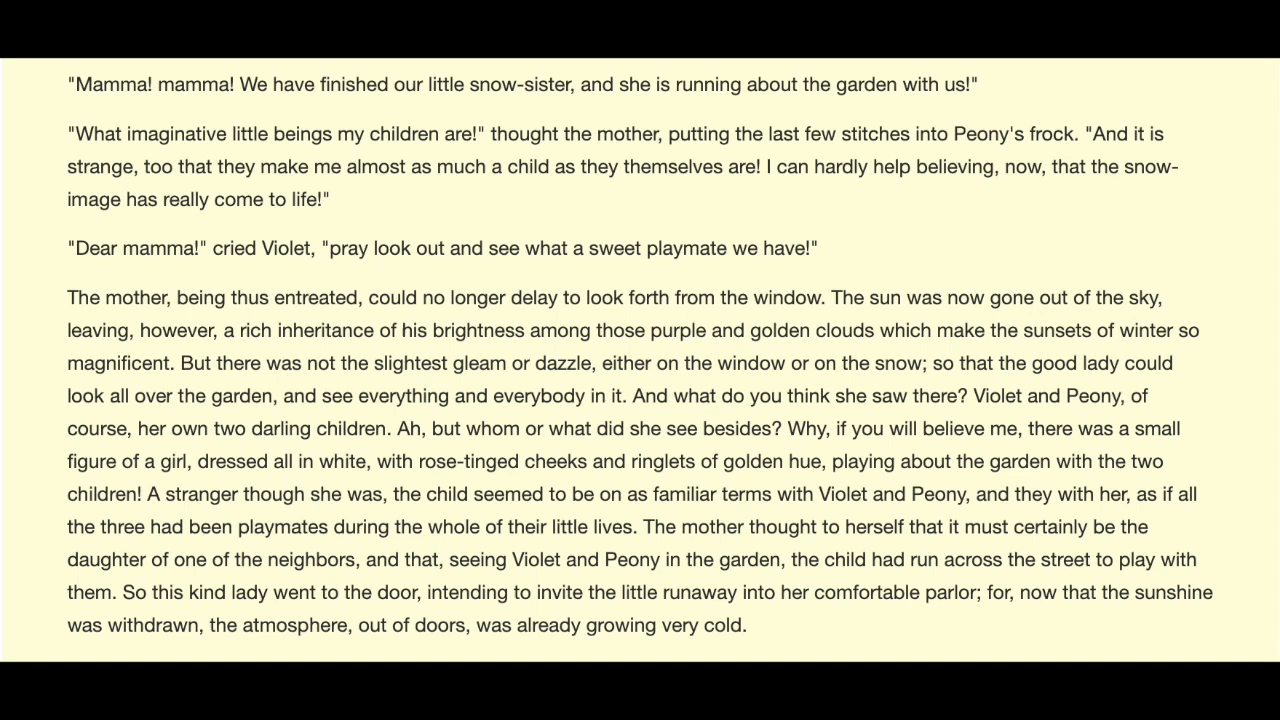 "Mamma! mamma! We have finished our little snow-sister, and she is running about the garden with us!"
"What imaginative little beings my children are!" thought the mother, putting the last few stitches into Peony's frock. "And it is
strange, too that they make me almost as much a child as they themselves are! I can hardly help believing, now, that the snow-
image has really come to life!"
"Dear mamma!" cried Violet, "pray look out and see what a sweet playmate we have!"
The mother, being thus entreated, could no longer delay to look forth from the window. The sun was now gone out of the sky,
leaving, however, a rich inheritance of his brightness among those purple and golden clouds which make the sunsets of winter so
magnificent. But there was not the slightest gleam or dazzle, either on the window or on the snow; so that the good lady could
look all over the garden, and see everything and everybody in it. And what do you think she saw there? Violet and Peony, of
course, her own two darling children. Ah, but whom or what did she see besides? Why, if you will believe me, there was a small
figure of a girl, dressed all in white, with rose-tinged cheeks and ringlets of golden hue, playing about the garden with the two
children! A stranger though she was, the child seemed to be on as familiar terms with Violet and Peony, and they with her, as if all
the three had been playmates during the whole of their little lives. The mother thought to herself that it must certainly be the
daughter of one of the neighbors, and that, seeing Violet and Peony in the garden, the child had run across the street to play with
them. So this kind lady went to the door, intending to invite the little runaway into her comfortable parlor; for, now that the sunshine
was withdrawn, the atmosphere, out of doors, was already growing very cold.